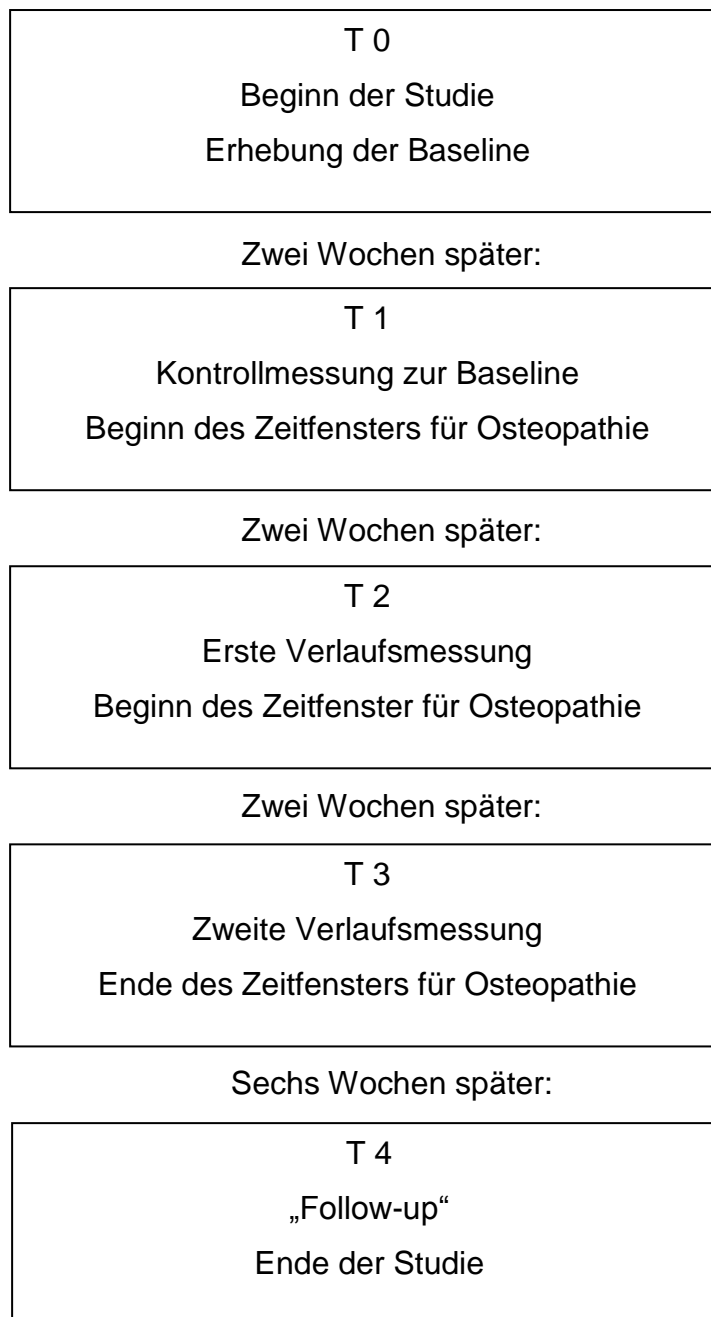 T 0
Beginn der Studie
Erhebung der Baseline
Zwei Wochen später:
T 1
Kontrollmessung zur Baseline
Beginn des Zeitfensters für Osteopathie
Zwei Wochen später:
T 2
Erste Verlaufsmessung
Beginn des Zeitfenster für Osteopathie
Zwei Wochen später:
T 3
Zweite Verlaufsmessung
Ende des Zeitfensters für Osteopathie
Sechs Wochen später:
T 4
„Follow-up“
Ende der Studie